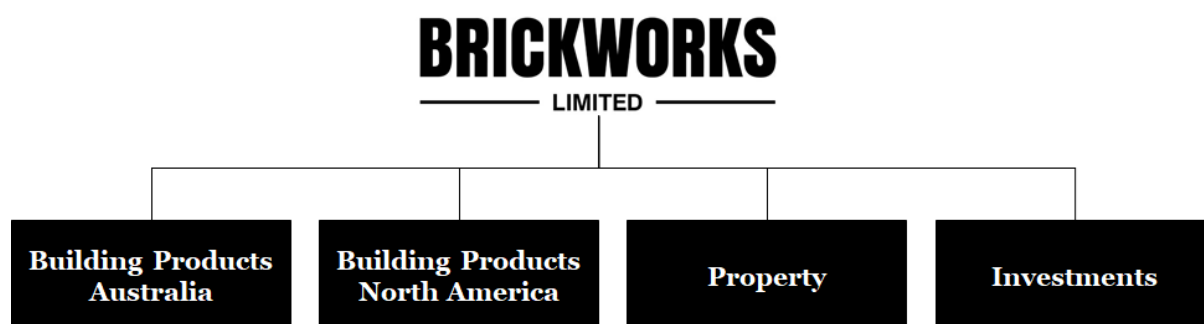 BRICKWORKS
LIMITED
Building Products
Australia
Building Products
North America
Property
Investments